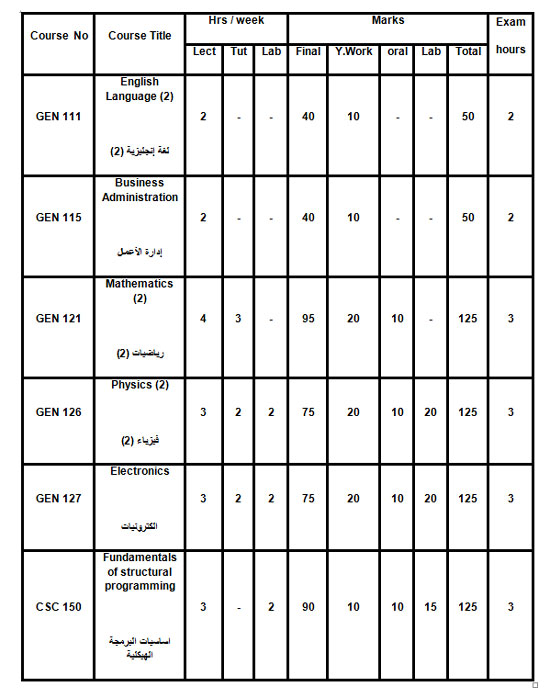 Course No Course Title Hrs / week Marks Exam hours
Lect Tut Lab Final Y.Work oral Lab Total
GEN 111 English Language (2) 2 - - 40 10 - - 50 2
لغة إنجليزية (2)
GEN 115 Business Administration 2 - - 40 10 - - 50 2
إدارة الأعمال
GEN 121 Mathematics (2) 4 3 - 95 20 10 - 125 3
رياضيات (2)
GEN 126 Physics (2) 3 2 2 75 20 10 20 125 3
فيزياء (2)
GEN 127 Electronics 3 2 2 75 20 10 20 125 3
الكترونيات
CSC 150 Fundamentals of structural programming 3 - 2 90 10 10 15 125 3
اساسيات البرمجة
الهيكلية